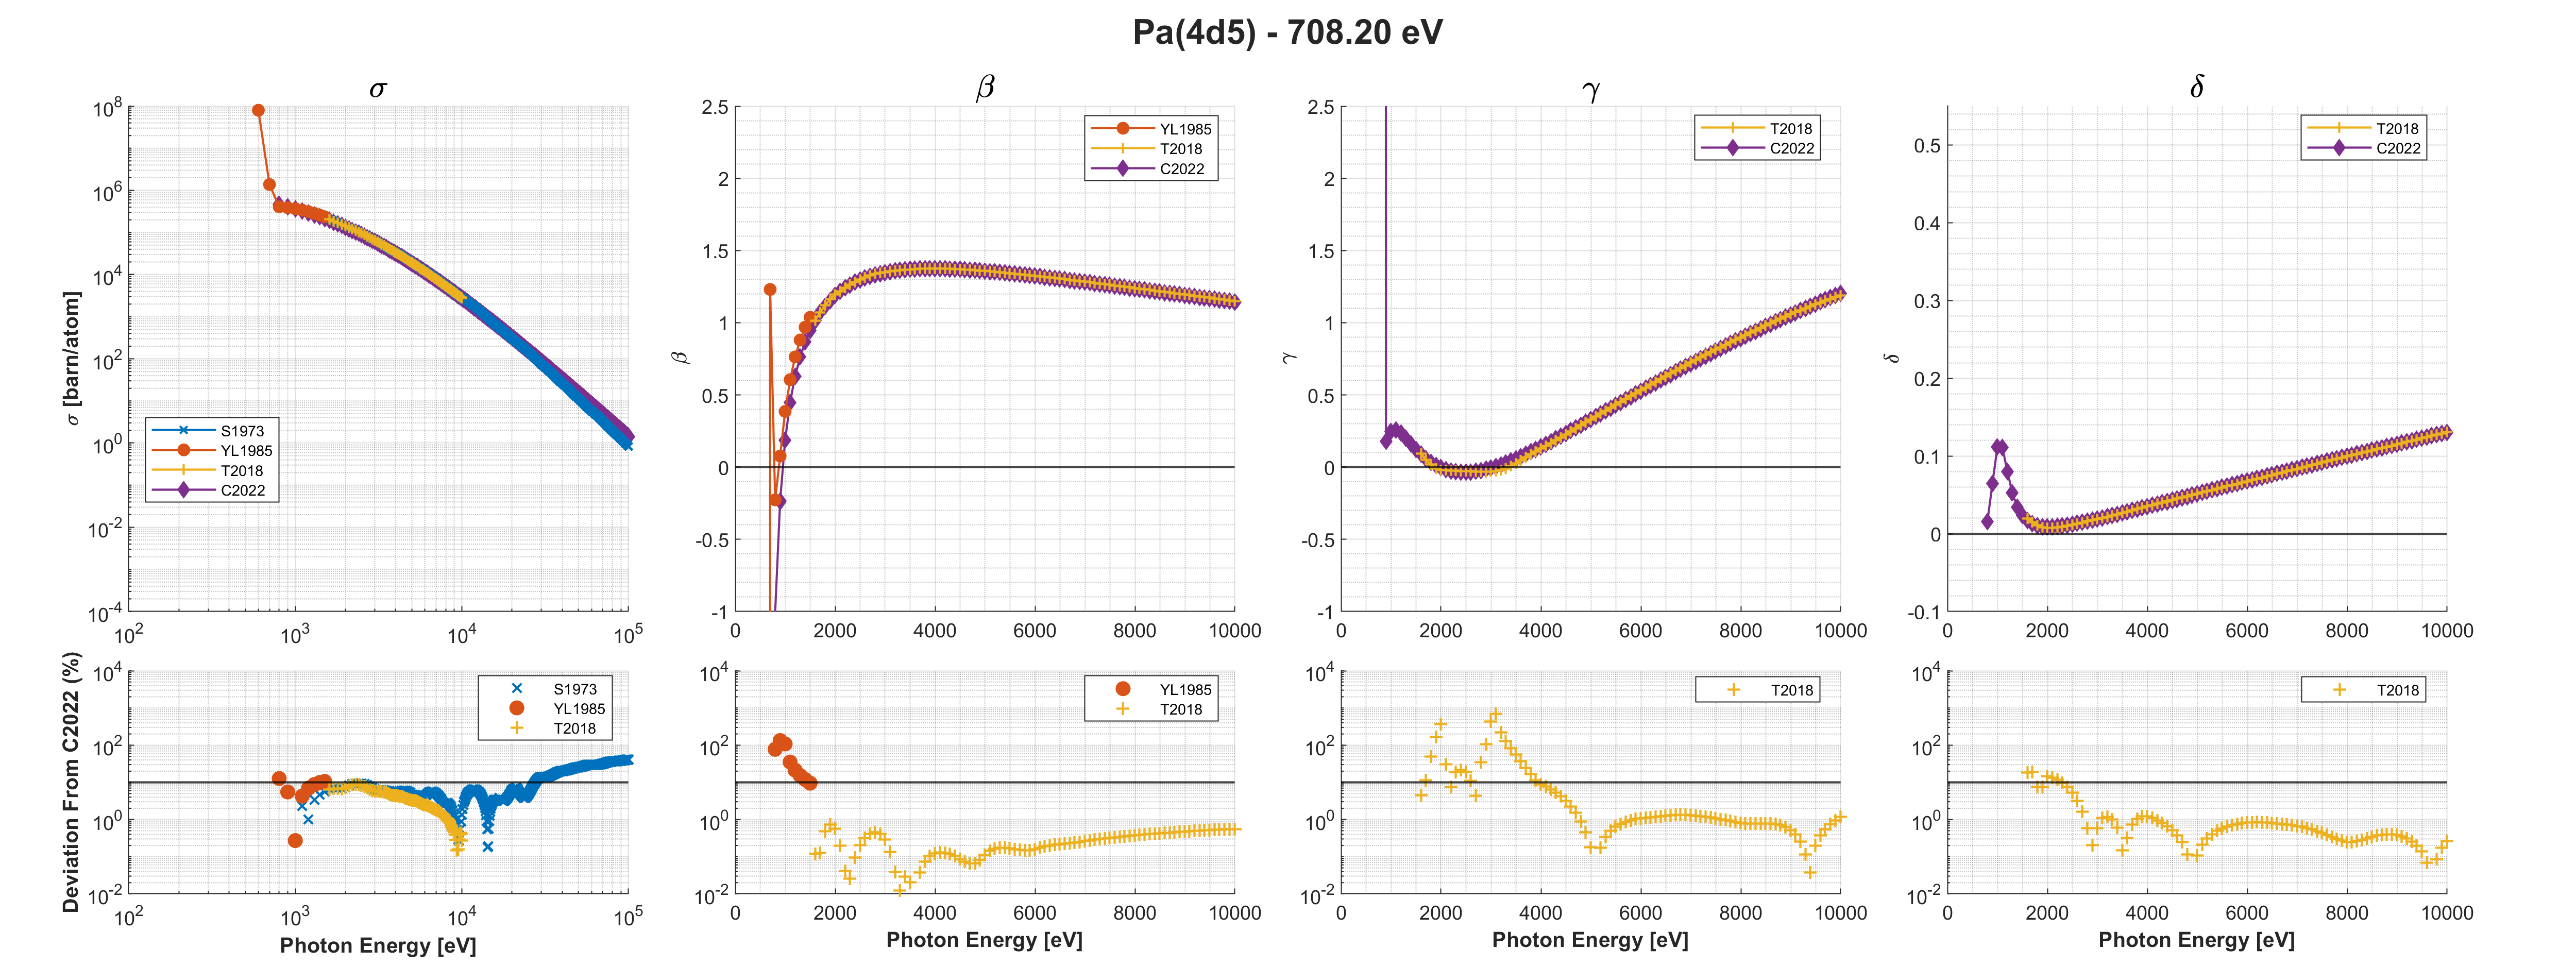 Pa(4d5) - 708.20 eV
σ
σ [barn/atom]
10^8
10^6
10^4
10^2
10^0
10^-2
10^-4
10^2
10^3
10^4
10^5
S1973
YL1985
T2018
C2022
β
β
2.5
2
1.5
1
0.5
0
-0.5
-1
0
2000
4000
6000
8000
10000
YL1985
T2018
C2022
γ
γ
2.5
2
1.5
1
0.5
0
-0.5
-1
0
2000
4000
6000
8000
10000
T2018
C2022
δ
δ
0.5
0.4
0.3
0.2
0.1
0
-0.1
0
2000
4000
6000
8000
10000
T2018
C2022
Deviation From C2022 (%)
10^4
10^2
10^0
10^-2
10^2
10^3
10^4
10^5
Photon Energy [eV]
S1973
YL1985
T2018
10^4
10^2
10^0
10^-2
0
2000
4000
6000
8000
10000
Photon Energy [eV]
YL1985
T2018
10^4
10^2
10^0
10^-2
0
2000
4000
6000
8000
10000
Photon Energy [eV]
T2018
10^4
10^2
10^0
10^-2
0
2000
4000
6000
8000
10000
Photon Energy [eV]
T2018